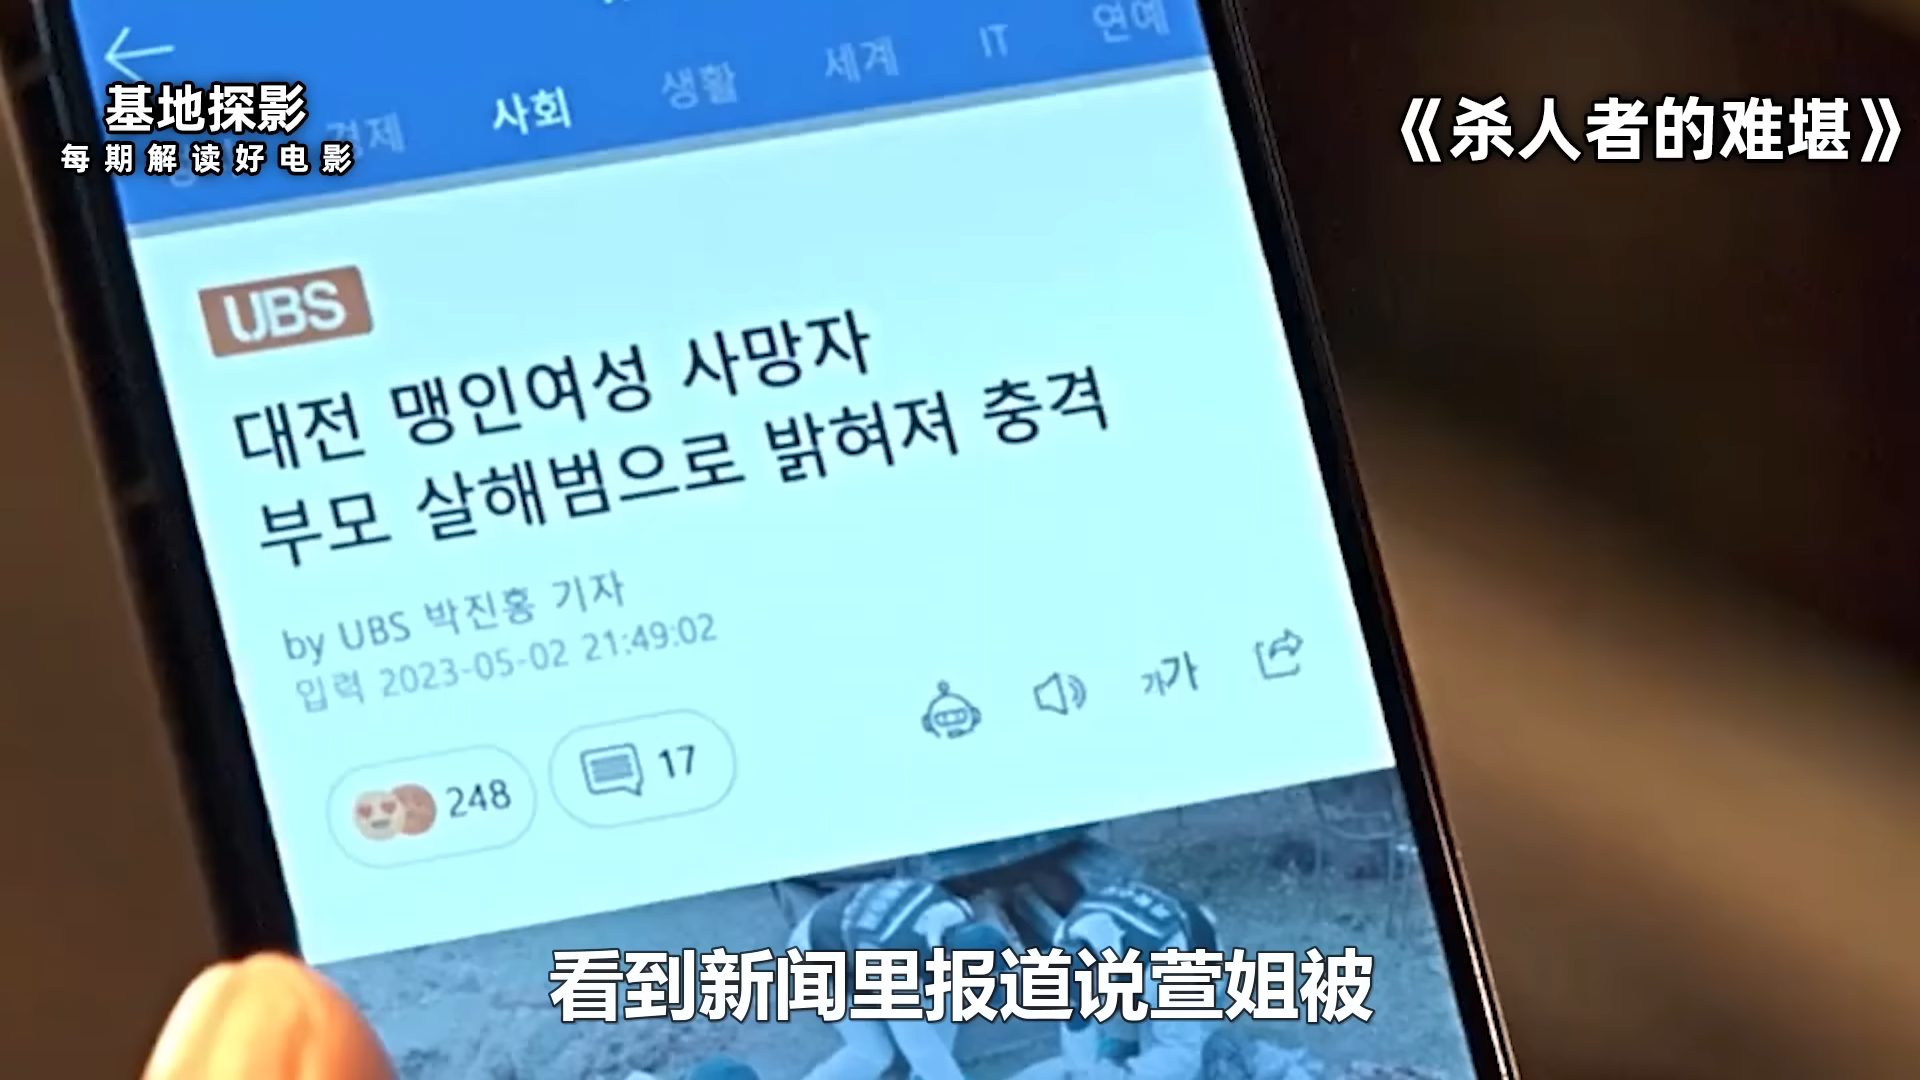 基地探影
每期解读好电影
《杀人者的难堪》
경제 사회 생활 세계 IT 연예
UBS
대전 맹인여성 사망자
부모 살해범으로 밝혀져 충격
by UBS 박진홍 기자
입력 2023-05-02 21:49:02
248 17 가가
看到新闻里报道说萱姐被